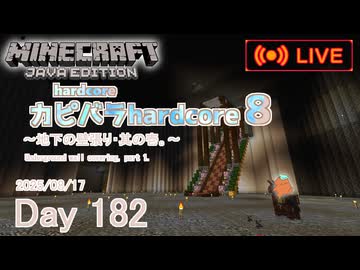 MINECRAFT
JAVA EDITION
LIVE
hardcore
カピバラhardcore 8
～地下の壁張り・其の壱。～
Underground wall covering, part 1.
2025/09/17
Day 182